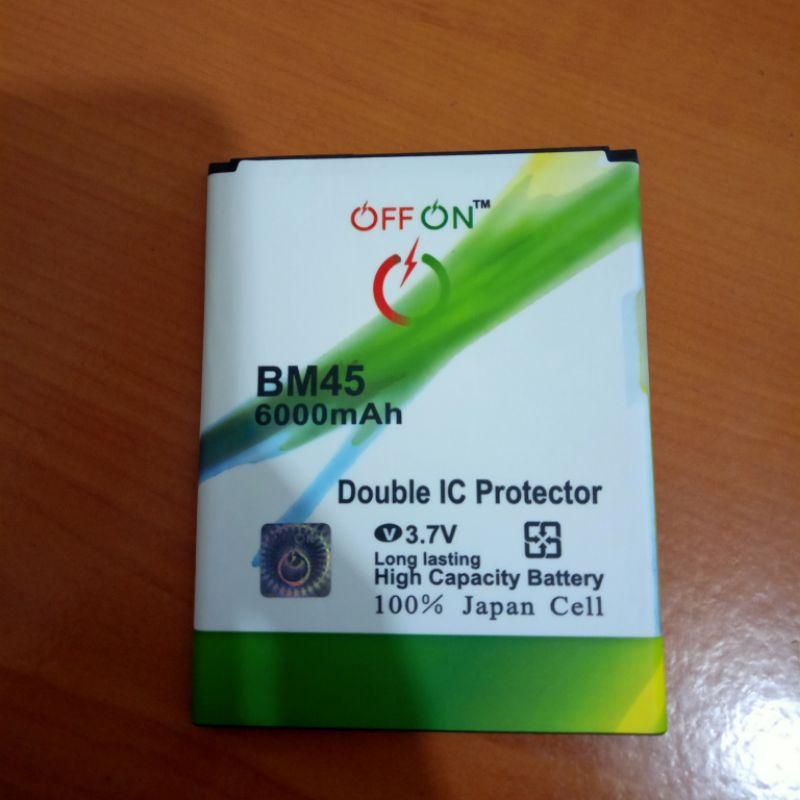 OFF ON™
BM45
6000mAh
Double IC Protector
V 3.7V
Long lasting
High Capacity Battery
100% Japan Cell